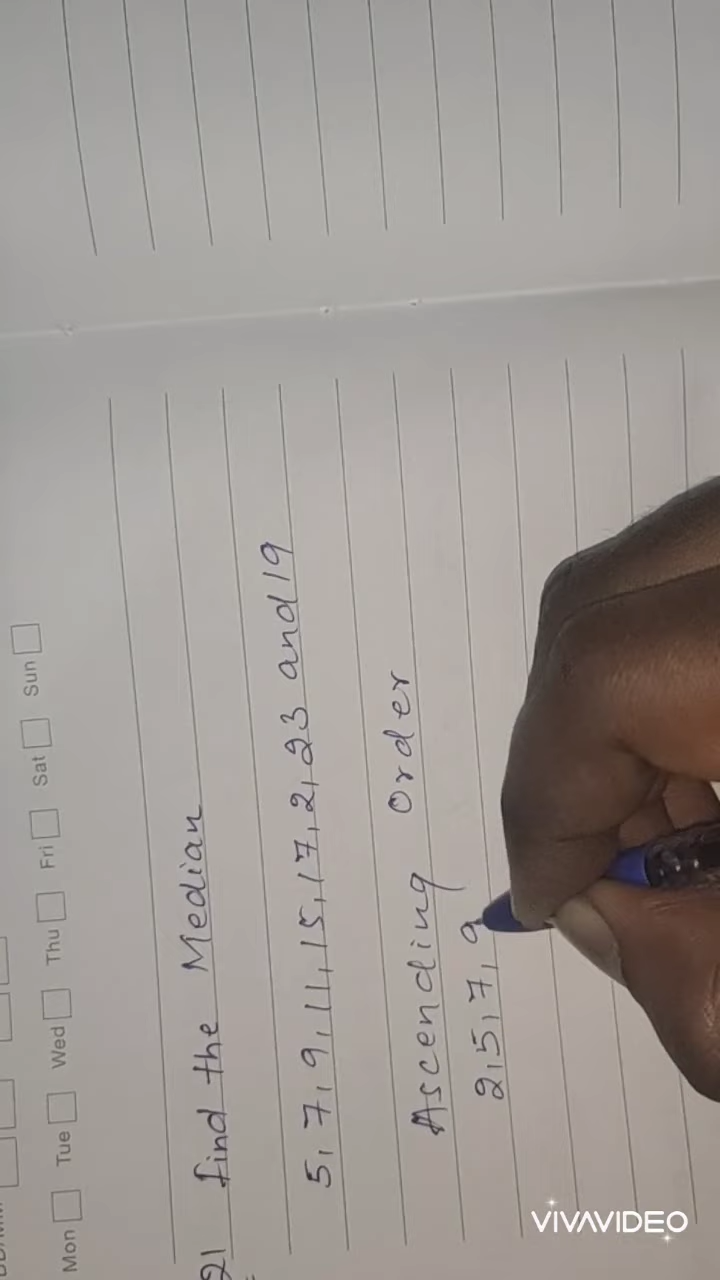 Mon Tue Wed Thu Fri Sat Sun
21 find the Median
5, 7, 9, 11, 15, 17, 2, 23 and 19
Ascending Order
2, 5, 7, 9
VIVAVIDEO